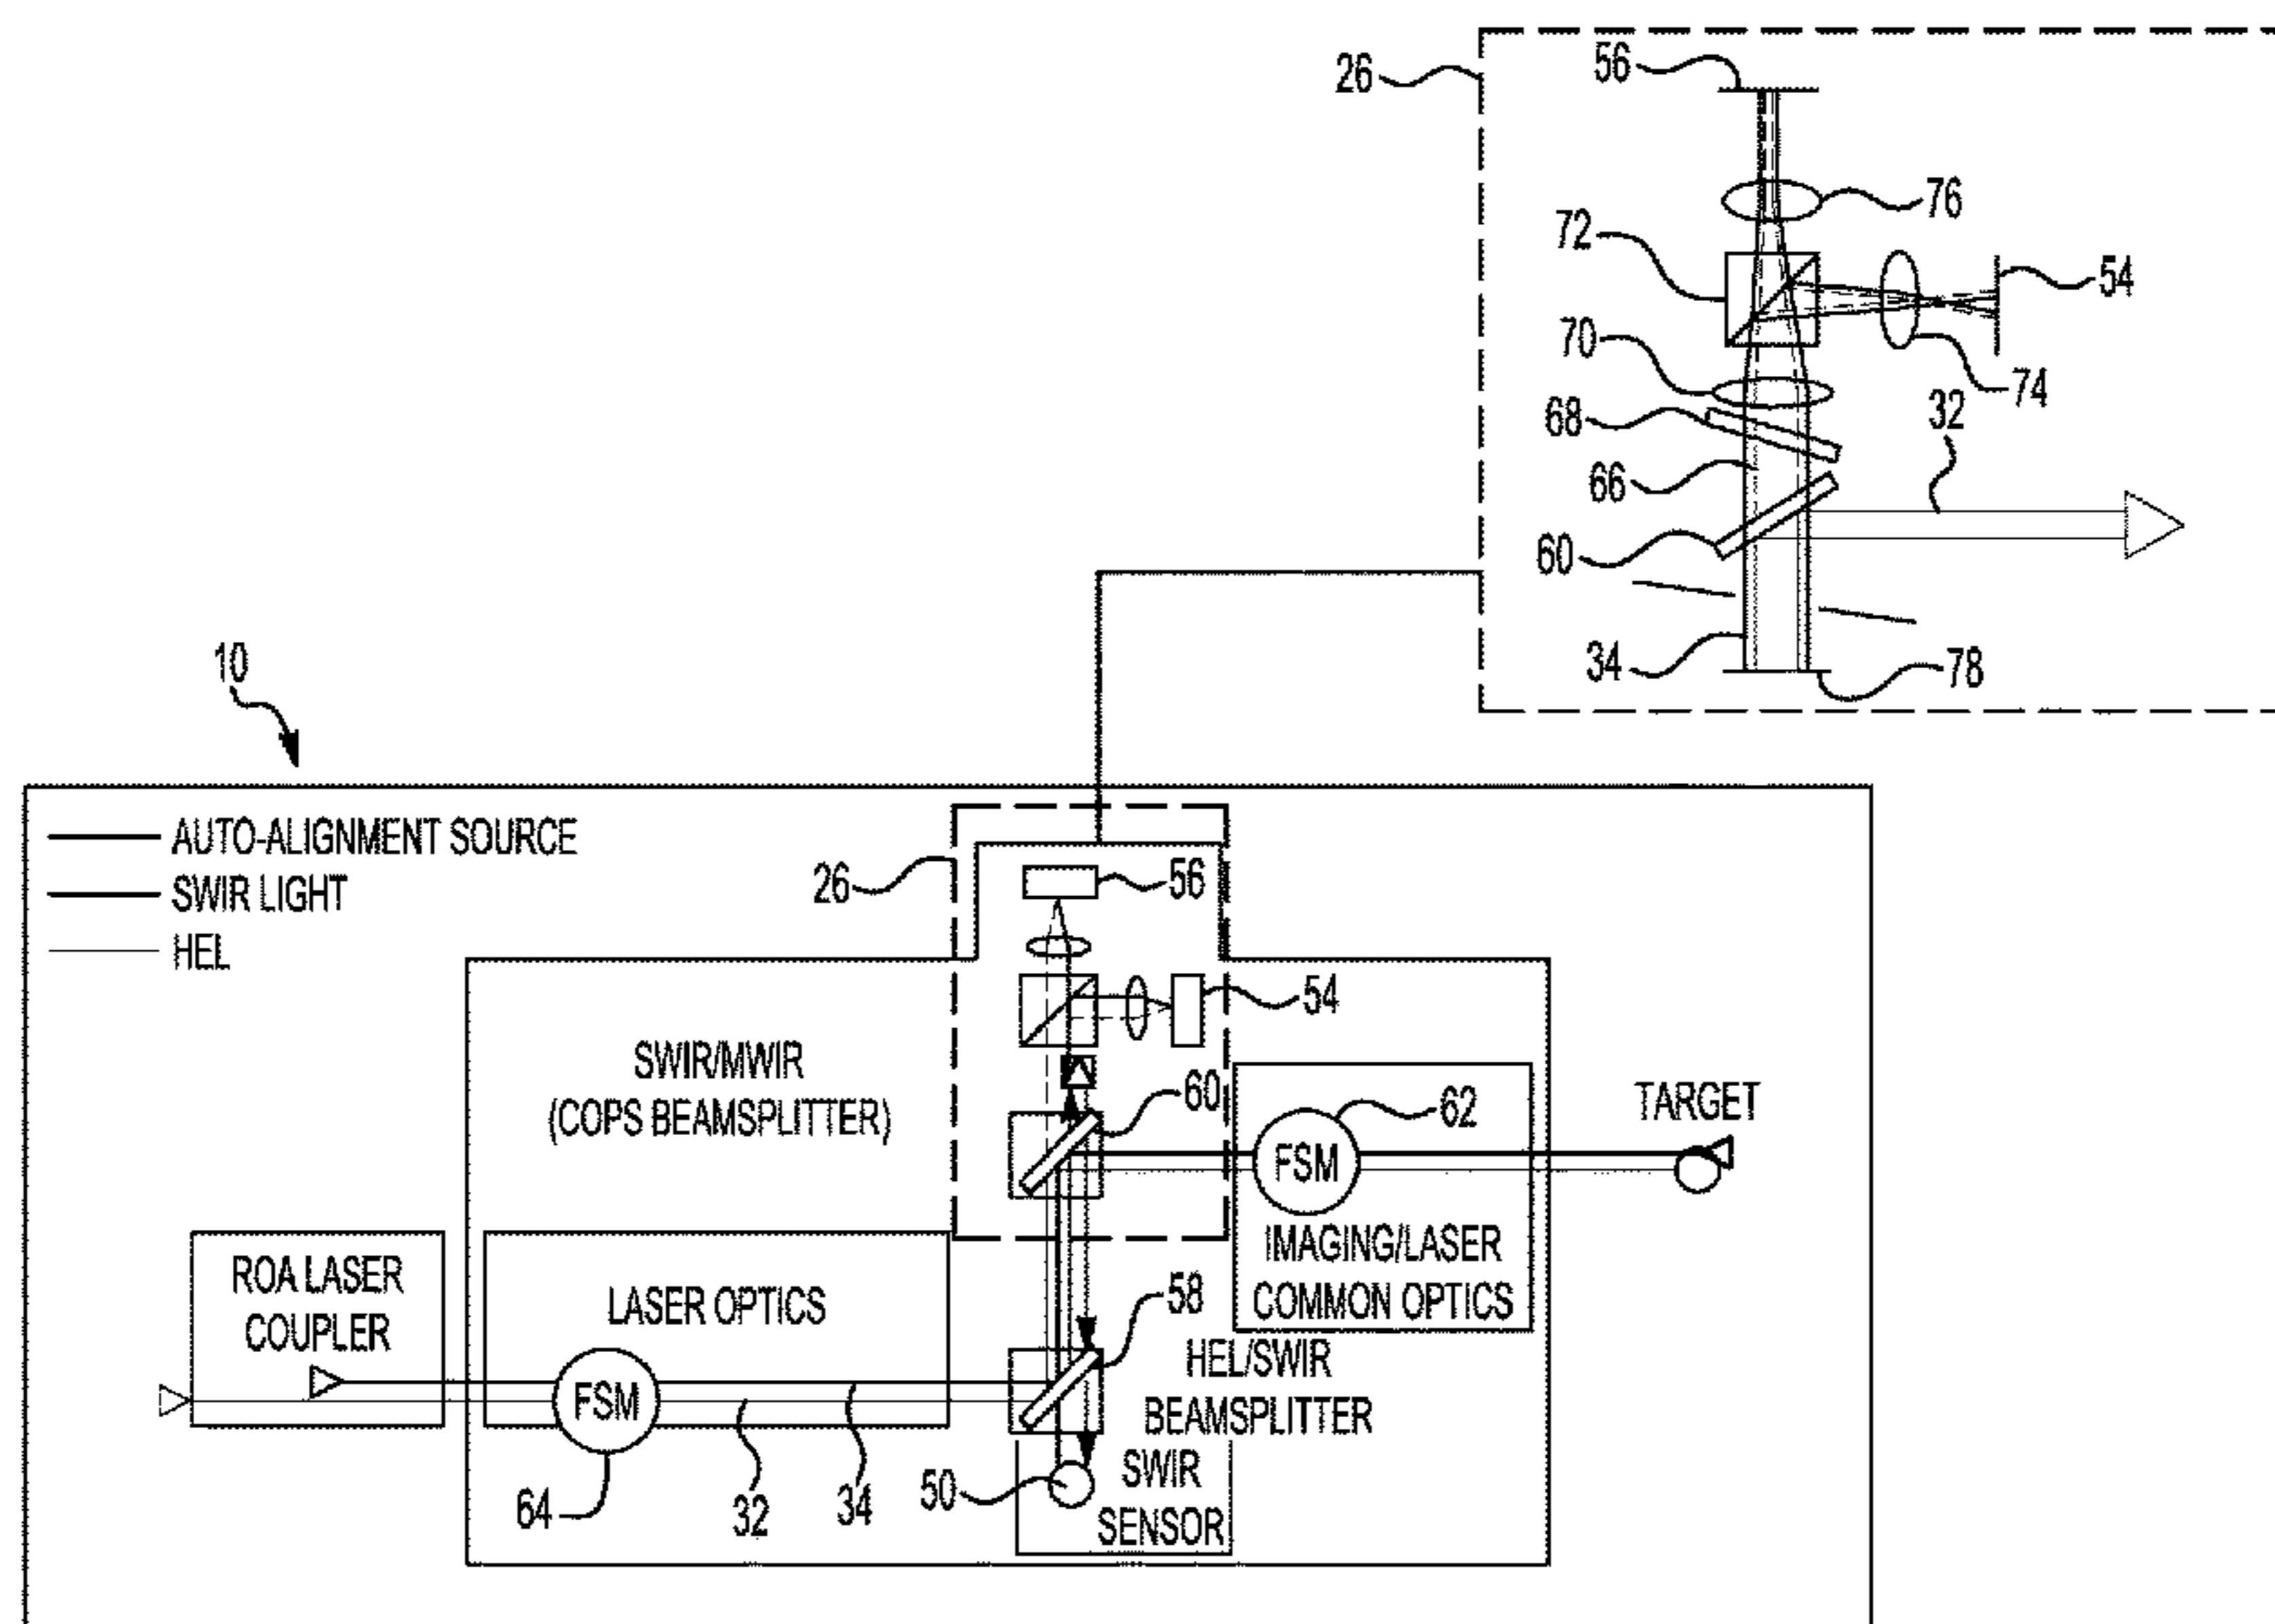 26
56
76
72
54
70
74
68
32
66
60
34
78
10
AUTO-ALIGNMENT SOURCE
SWIR LIGHT
HEL
26
56
54
SWIR/MWIR
(COPS BEAMSPLITTER)
60
62
TARGET
FSM
ROA LASER
COUPLER
LASER OPTICS
IMAGING/LASER
COMMON OPTICS
58
HEL/SWIR
BEAMSPLITTER
FSM
64
32
34
50
SWIR
SENSOR